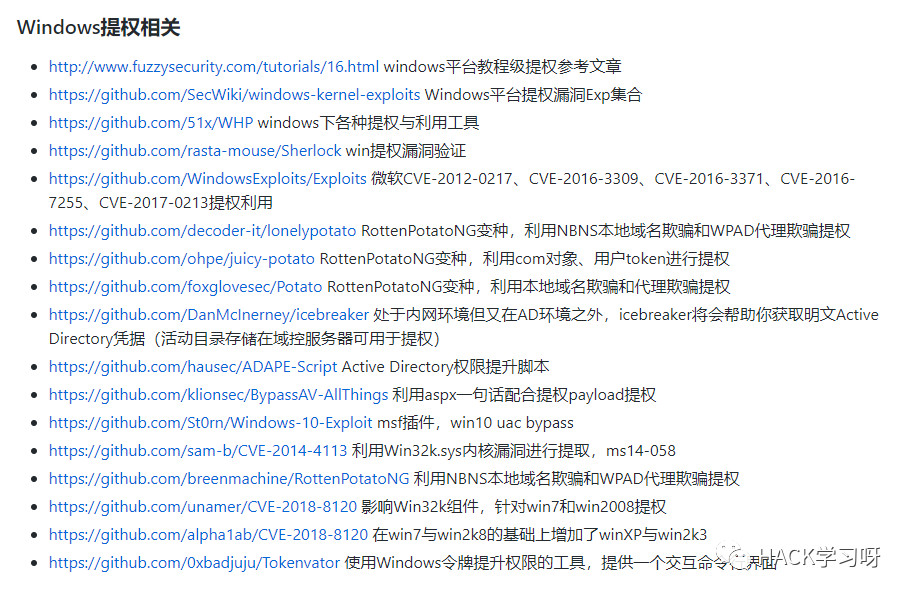 Windows提权相关
http://www.fuzzysecurity.com/tutorials/16.html windows平台教程级提权参考文章
https://github.com/SecWiki/windows-kernel-exploits Windows平台提权漏洞Exp集合
https://github.com/51x/WHP windows下各种提权与利用工具
https://github.com/rasta-mouse/Sherlock win提权漏洞验证
https://github.com/WindowsExploits/Exploits 微软CVE-2012-0217、CVE-2016-3309、CVE-2016-3371、CVE-2016-
7255、CVE-2017-0213提权利用
https://github.com/decoder-it/lonelypotato RottenPotatoNG变种，利用NBNS本地域名欺骗和WPAD代理欺骗提权
https://github.com/ohpe/juicy-potato RottenPotatoNG变种，利用com对象、用户token进行提权
https://github.com/foxglovesec/Potato RottenPotatoNG变种，利用本地域名欺骗和代理欺骗提权
https://github.com/DanMcInerney/icebreaker 处于内网环境但又在AD环境之外，icebreaker将会帮助你获取明文Active
Directory凭据（活动目录存储在域控服务器可用于提权）
https://github.com/hausec/ADAPE-Script Active Directory权限提升脚本
https://github.com/klionsec/BypassAV-AllThings 利用aspx一句话配合提权payload提权
https://github.com/St0rn/Windows-10-Exploit msf插件，win10 uac bypass
https://github.com/sam-b/CVE-2014-4113 利用Win32k.sys内核漏洞进行提取，ms14-058
https://github.com/breenmachine/RottenPotatoNG 利用NBNS本地域名欺骗和WPAD代理欺骗提权
https://github.com/unamer/CVE-2018-8120 影响Win32k组件，针对win7和win2008提权
https://github.com/alpha1ab/CVE-2018-8120 在win7与win2k8的基础上增加了winXP与win2k3
https://github.com/0xbadjuju/Tokenvator 使用Windows令牌提升权限的工具，提供一个交互命令行界面
HACK学习呀